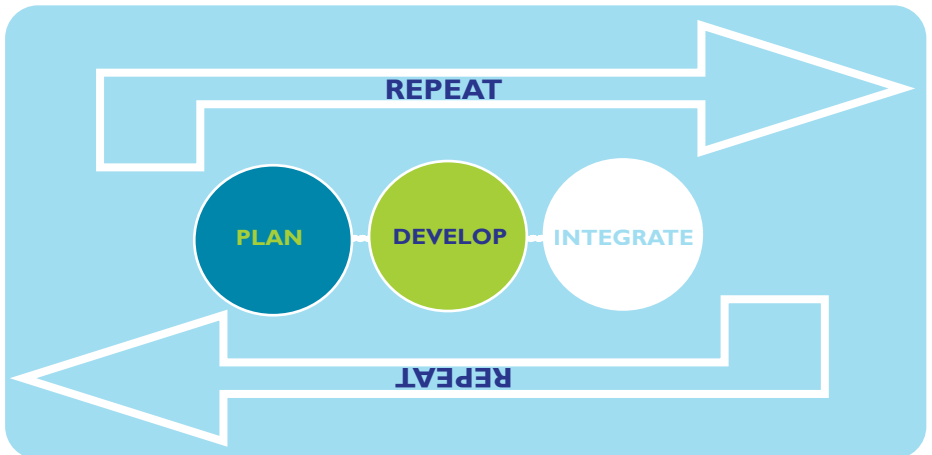 REPEAT
PLAN
DEVELOP
INTEGRATE
REPEAT